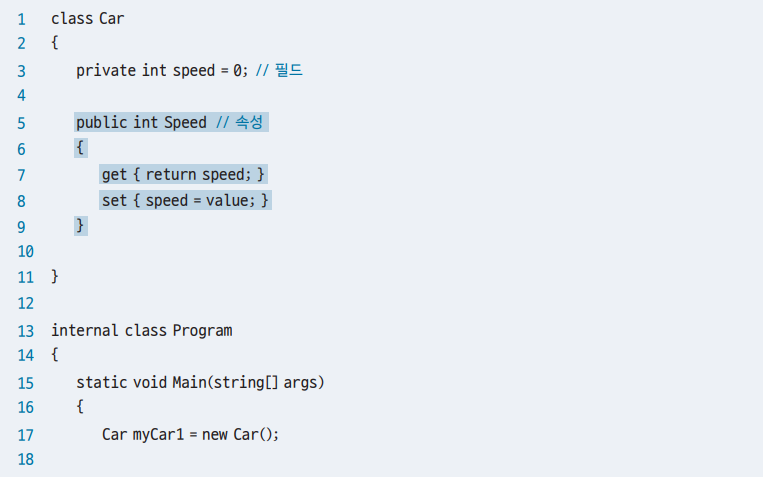 1 class Car
2 {
3 private int speed = 0; // 필드
4
5 public int Speed // 속성
6 {
7 get { return speed; }
8 set { speed = value; }
9 }
10
11 }
12
13 internal class Program
14 {
15 static void Main(string[] args)
16 {
17 Car myCar1 = new Car();
18